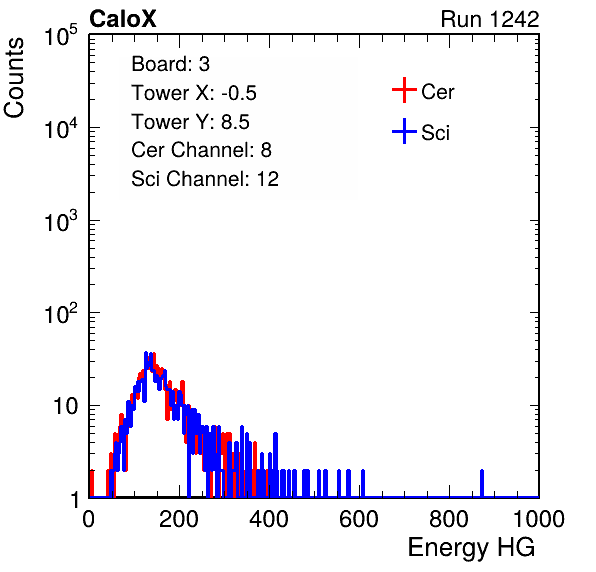 CaloX Run 1242
Counts
10^5
10^4
10^3
10^2
10
1
Board: 3
Tower X: -0.5
Tower Y: 8.5
Cer Channel: 8
Sci Channel: 12
Cer
Sci
0 200 400 600 800 1000
Energy HG